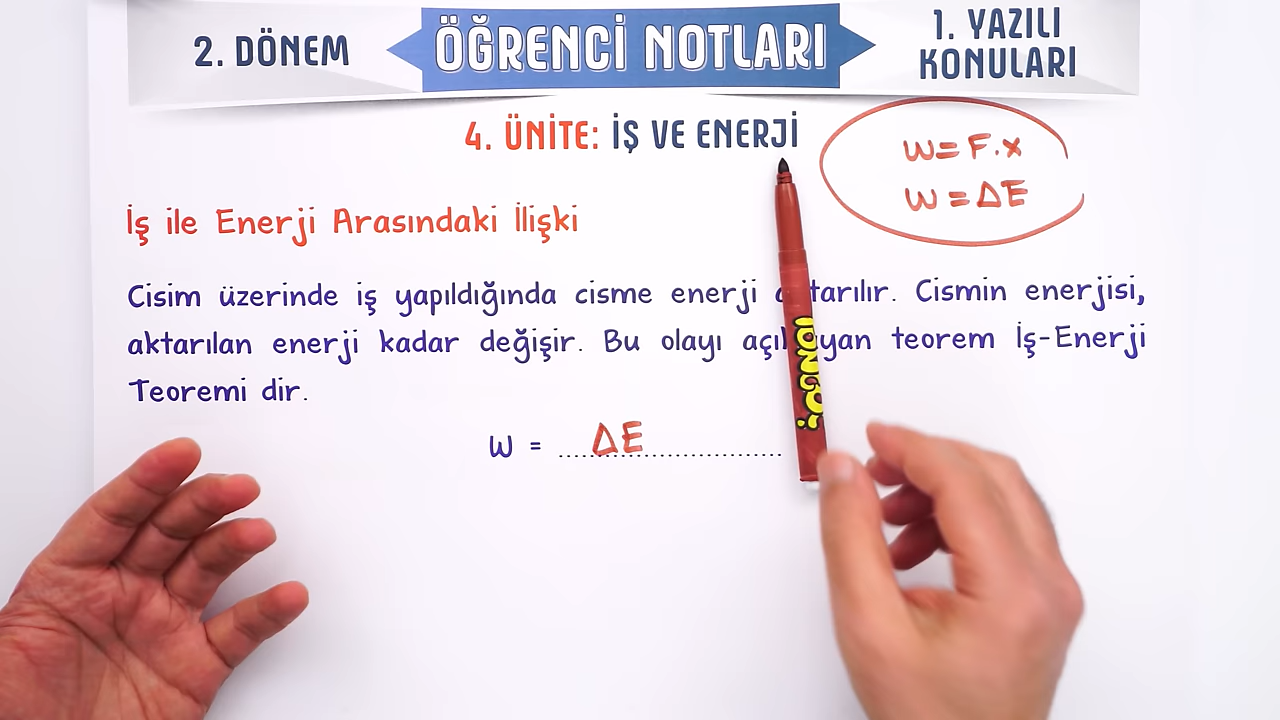 2. DÖNEM
ÖĞRENCİ NOTLARI
1. YAZILI
KONULARI
4. ÜNİTE: İŞ VE ENERJİ
W = F.x
W = ΔE
İş ile Enerji Arasındaki İlişki
Cisim üzerinde iş yapıldığında cisme enerji aktarılır. Cismin enerjisi,
aktarılan enerji kadar değişir. Bu olayı açıklayan teorem İş-Enerji
Teoremi dir.
W = ΔE